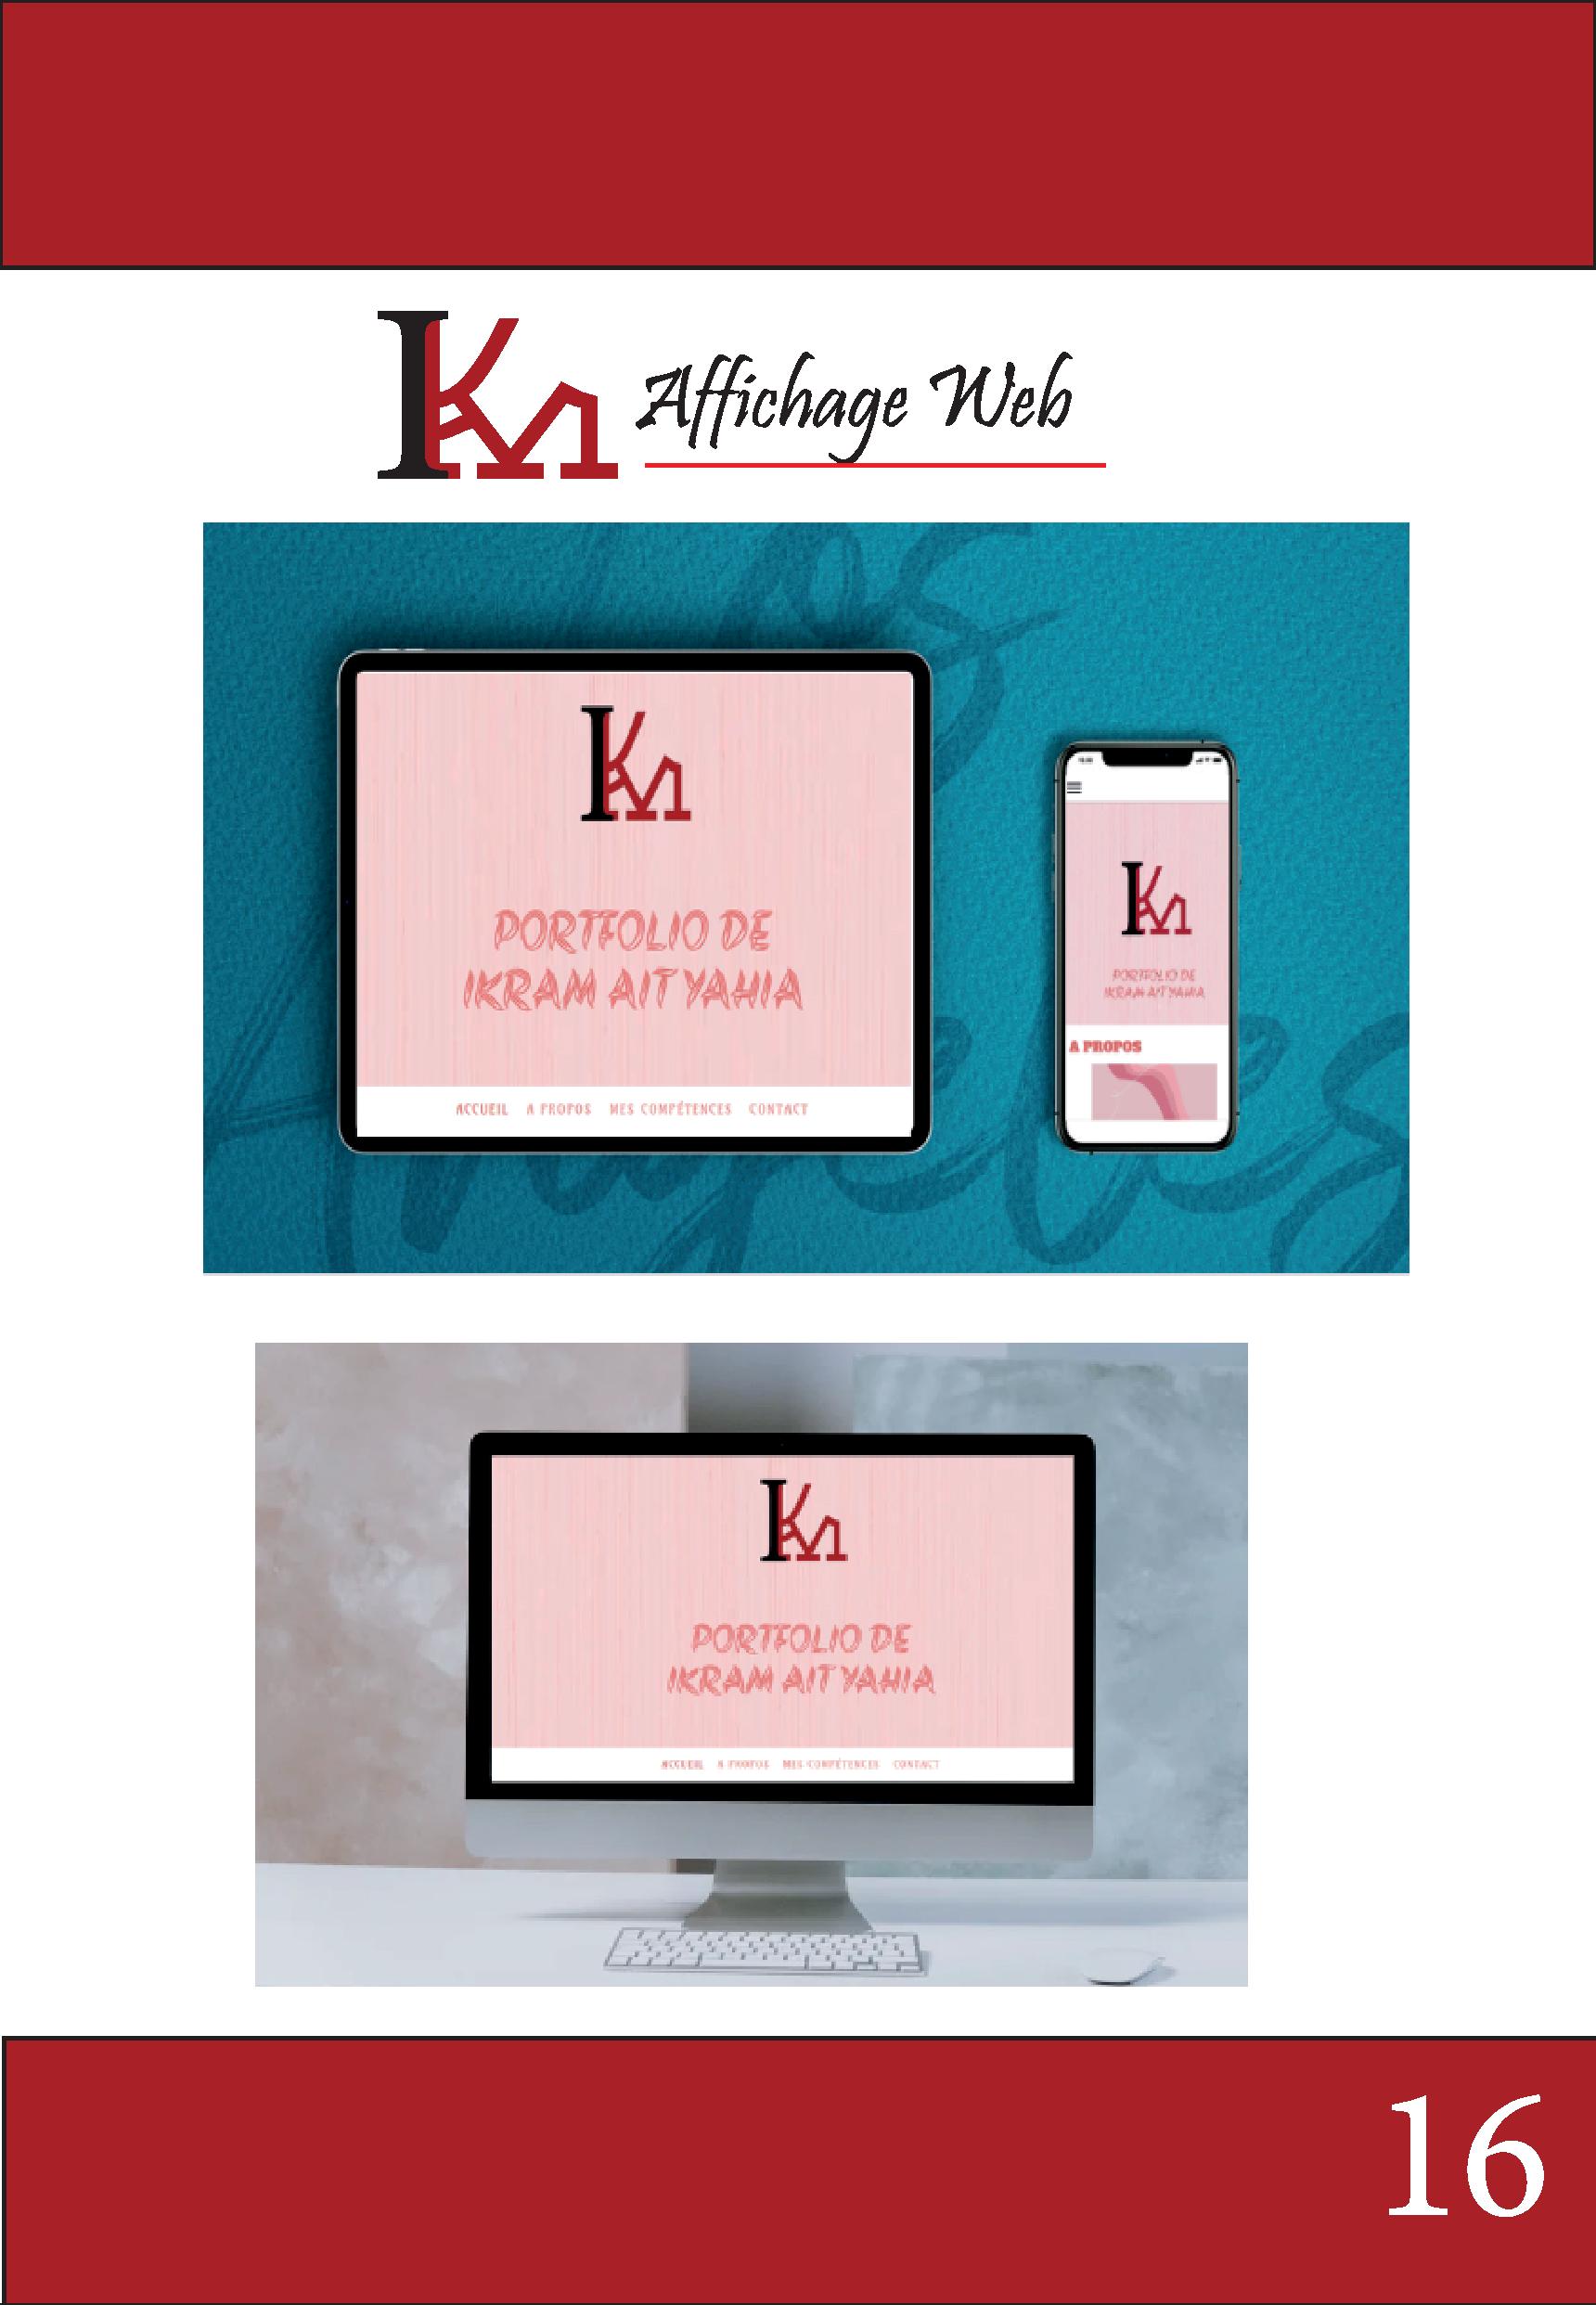 Affichage Web
PORTFOLIO DE
IKRAM AIT YAHIA
ACCUEIL A PROPOS MES COMPÉTENCES CONTACT
PORTFOLIO DE
IKRAM AIT YAHIA
A PROPOS
PORTFOLIO DE
IKRAM AIT YAHIA
ACCUEIL A PROPOS MES COMPÉTENCES CONTACT
16